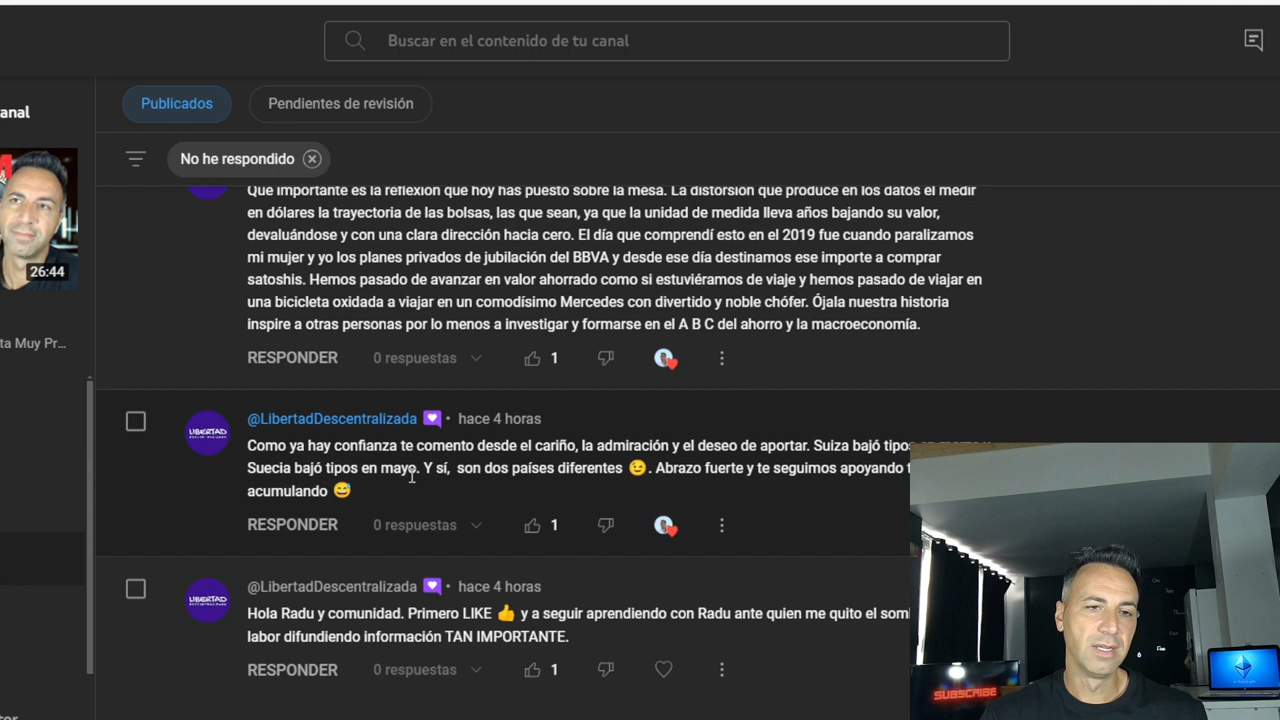 Buscar en el contenido de tu canal
Publicados
Pendientes de revisión
No he respondido
26:44
Que importante es la reflexión que hoy has puesto sobre la mesa. La distorsión que produce en los datos el medir
en dólares la trayectoria de las bolsas, las que sean, ya que la unidad de medida lleva años bajando su valor,
devaluándose y con una clara dirección hacia cero. El día que comprendí esto en el 2019 fue cuando paralizamos
mi mujer y yo los planes privados de jubilación del BBVA y desde ese día destinamos ese importe a comprar
satoshis. Hemos pasado de avanzar en valor ahorrado como si estuviéramos de viaje y hemos pasado de viajar en
una bicicleta oxidada a viajar en un comodísimo Mercedes con divertido y noble chófer. Ójala nuestra historia
inspire a otras personas por lo menos a investigar y formarse en el A B C del ahorro y la macroeconomía.
RESPONDER 0 respuestas 1
ta Muy Pr...
@LibertadDescentralizada • hace 4 horas
LIBERTAD
Como ya hay confianza te comento desde el cariño, la admiración y el deseo de aportar. Suiza bajó tipos
Suecia bajó tipos en mayo. Y sí, son dos países diferentes 😉. Abrazo fuerte y te seguimos apoyando
acumulando 😅
RESPONDER 0 respuestas 1
@LibertadDescentralizada • hace 4 horas
LIBERTAD
Hola Radu y comunidad. Primero LIKE 👍 y a seguir aprendiendo con Radu ante quien me quito el som
labor difundiendo información TAN IMPORTANTE.
RESPONDER 0 respuestas 1
SUBSCRIBE